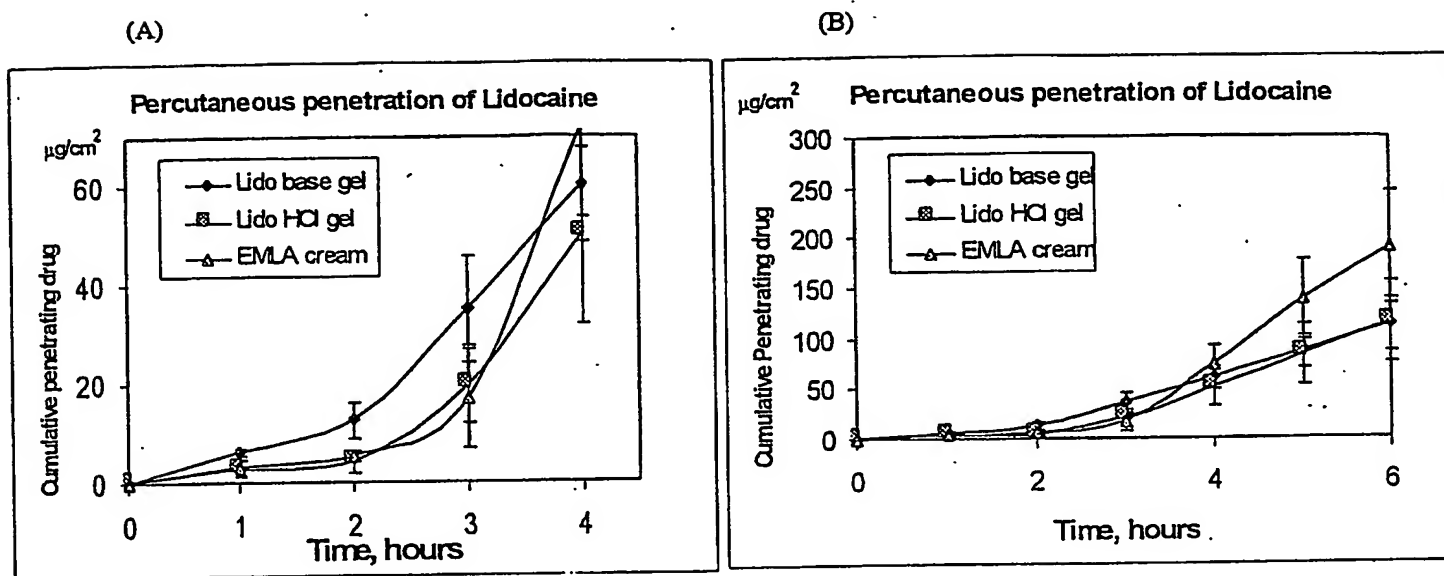 (A)
Percutaneous penetration of Lidocaine
μg/cm²
Lido base gel
Lido HCl gel
EMLA cream
Cumulative penetrating drug
60
40
20
0
0 1 2 3 4
Time, hours
(B)
μg/cm² Percutaneous penetration of Lidocaine
Lido base gel
Lido HCl gel
EMLA cream
Cumulative Penetrating drug
300
250
200
150
100
50
0
0 2 4 6
Time, hours